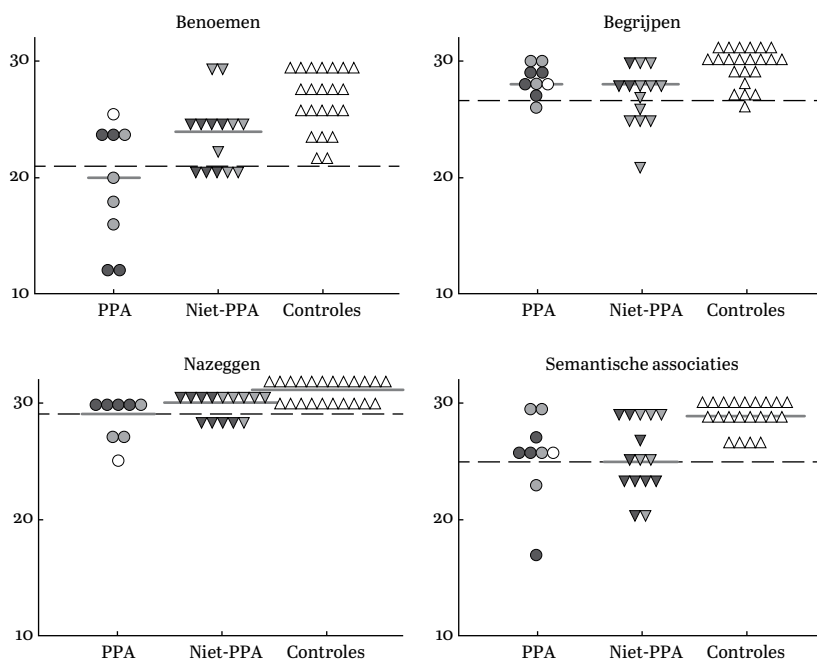 Benoemen
30
20
10
PPA Niet-PPA Controles
Begrijpen
30
20
10
PPA Niet-PPA Controles
Nazeggen
30
20
10
PPA Niet-PPA Controles
Semantische associaties
30
20
10
PPA Niet-PPA Controles